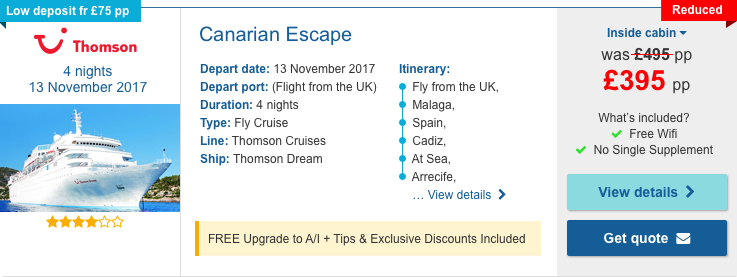 Low deposit fr £75 pp
Reduced
Thomson
4 nights
13 November 2017
Canarian Escape
Depart date: 13 November 2017
Depart port: (Flight from the UK)
Duration: 4 nights
Type: Fly Cruise
Line: Thomson Cruises
Ship: Thomson Dream
Itinerary:
Fly from the UK,
Malaga,
Spain,
Cadiz,
At Sea,
Arrecife,
... View details
FREE Upgrade to A/I + Tips & Exclusive Discounts Included
Inside cabin
was £495 pp
£395 pp
What's included?
Free Wifi
No Single Supplement
View details
Get quote